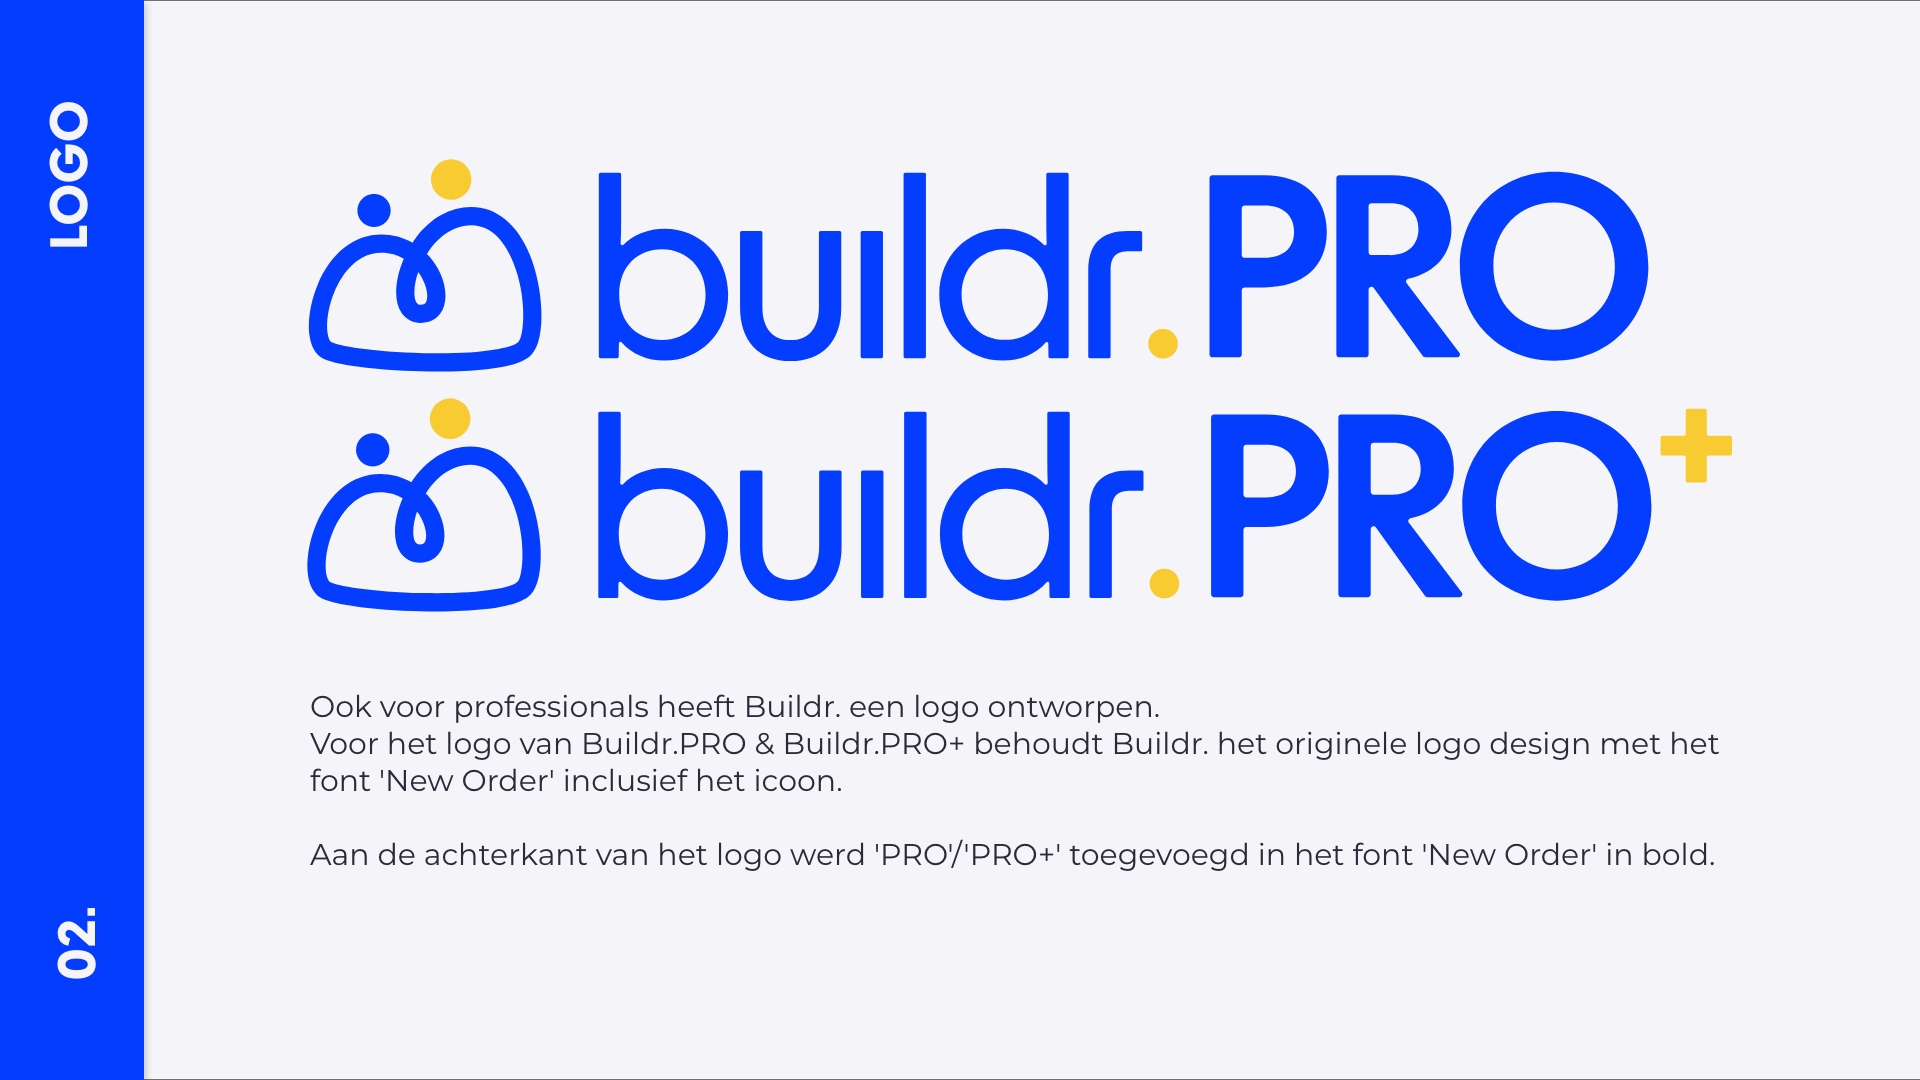 LOGO
buildr.PRO
buildr.PRO+
Ook voor professionals heeft Buildr. een logo ontworpen.
Voor het logo van Buildr.PRO & Buildr.PRO+ behoudt Buildr. het originele logo design met het
font 'New Order' inclusief het icoon.
Aan de achterkant van het logo werd 'PRO'/'PRO+' toegevoegd in het font 'New Order' in bold.
02.